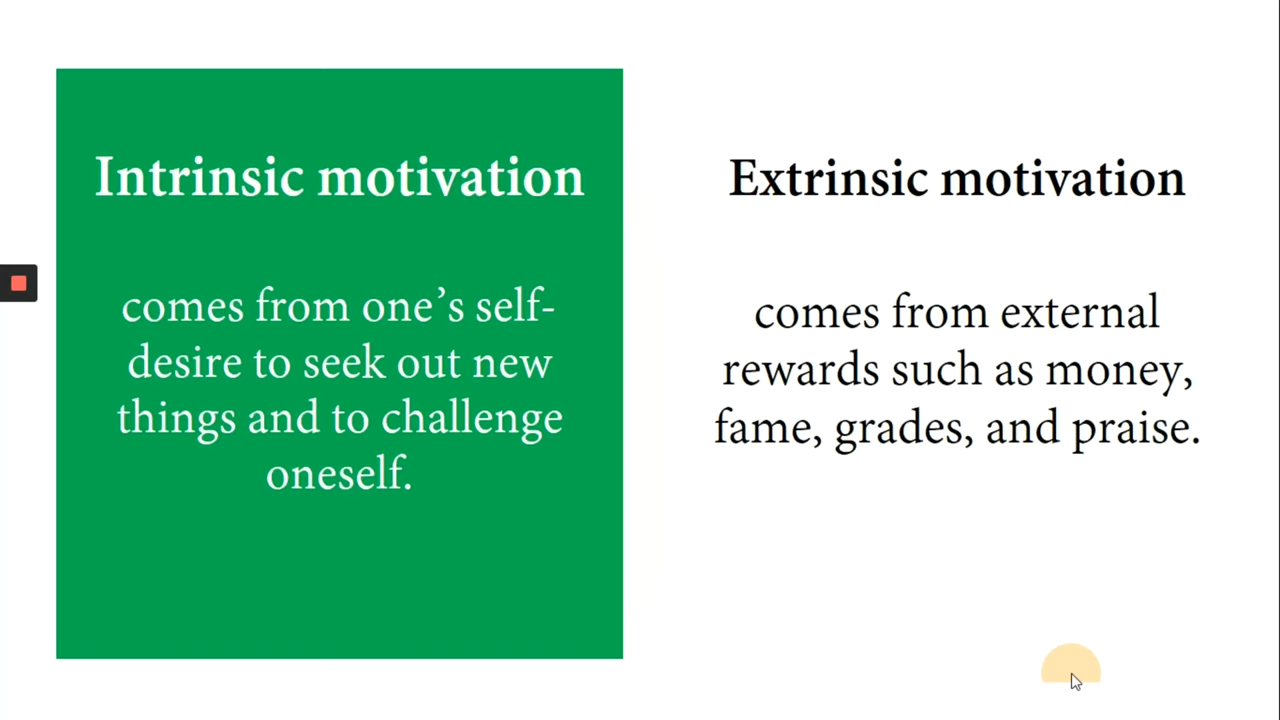 Intrinsic motivation
comes from one’s self-
desire to seek out new
things and to challenge
oneself.
Extrinsic motivation
comes from external
rewards such as money,
fame, grades, and praise.